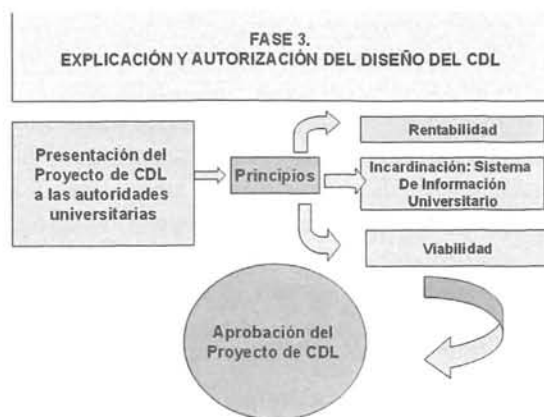 FASE 3.
EXPLICACIÓN Y AUTORIZACIÓN DEL DISEÑO DEL CDL
Presentación del
Proyecto de CDL
a las autoridades
universitarias
Principios
Rentabilidad
Incardinación: Sistema
De Información
Universitario
Viabilidad
Aprobación del
Proyecto de CDL